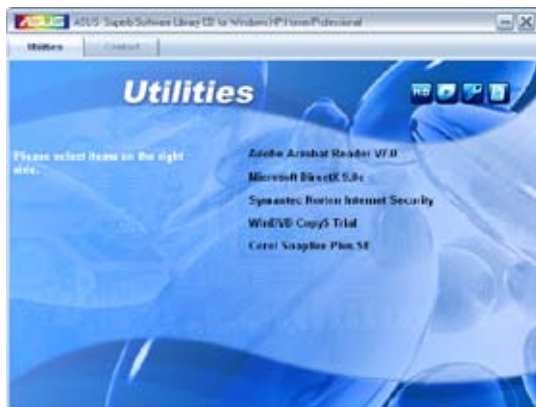 ASUS ASUS Superb Software Library CD for Windows XP Home/Professional
Utilities Contact
Utilities
Please select items on the right
side.
Adobe Acrobat Reader V7.0
Microsoft DirectX 9.0c
Symantec Norton Internet Security
WinDVD Copy5 Trial
Corel Snapfire Plus SE